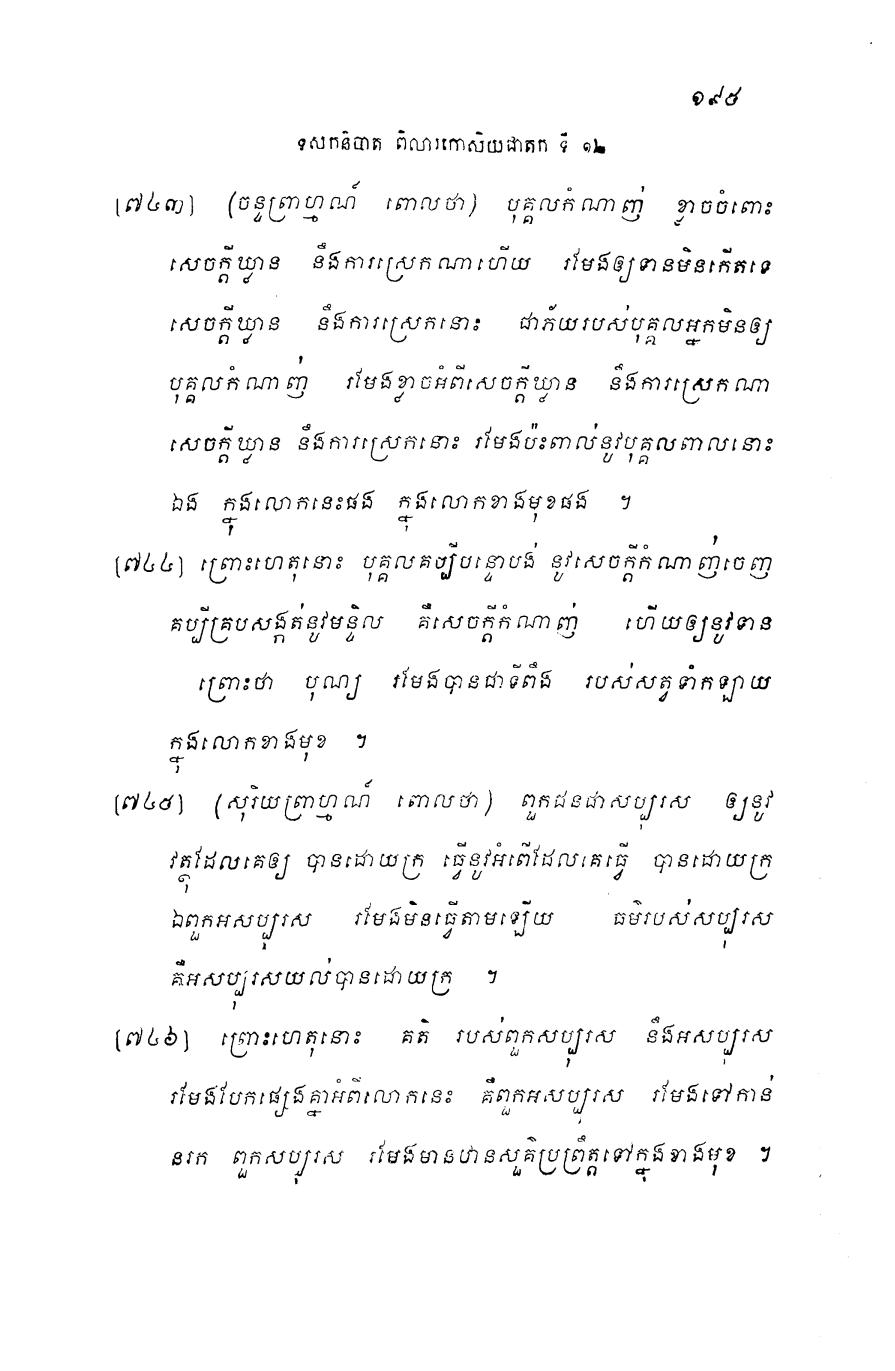 ១៩៥
ទសកនិបាត ពិលារកោសិយជាតក ទី ១២
[៧៤៣] (ចន្ទព្រាហ្មណ៍ ពោលថា) បុគ្គលកំណាញ់ ខ្លាចចំពោះ
សេចក្តីឃ្លាន នឹងការស្រេកណាហើយ រមែងឲ្យទានមិនកើតទេ
សេចក្តីឃ្លាន នឹងការស្រេកនោះ ជាភ័យរបស់បុគ្គលអ្នកមិនឲ្យ
បុគ្គលកំណាញ់ រមែងខ្លាចអំពីសេចក្តីឃ្លាន នឹងការស្រេកណា
សេចក្តីឃ្លាន នឹងការស្រេកនោះ រមែងប៉ះពាល់នូវបុគ្គលពាលនោះ
ឯង ក្នុងលោកនេះផង ក្នុងលោកខាងមុខផង ។
[៧៤៤] ព្រោះហេតុនោះ បុគ្គលគប្បីបន្ទោបង់ នូវសេចក្តីកំណាញ់ចេញ
គប្បីគ្របសង្កត់នូវមន្ទិល គឺសេចក្តីកំណាញ់ ហើយឲ្យនូវទាន
ព្រោះថា បុណ្យ រមែងបានជាទីពឹង របស់សត្វទាំកឡាយ
ក្នុងលោកខាងមុខ ។
[៧៤៥] (សុរិយព្រាហ្មណ៍ ពោលថា) ពួកជនជាសប្បុរស ឲ្យនូវ
វត្ថុដែលគេឲ្យ បានដោយក្រ ធ្វើនូវអំពើដែលគេធ្វើ បានដោយក្រ
ឯពួកអសប្បុរស រមែងមិនធ្វើតាមឡើយ ធម៌របស់សប្បុរស
គឺអសប្បុរសយល់បានដោយក្រ ។
[៧៤៦] ព្រោះហេតុនោះ គតិ របស់ពួកសប្បុរស នឹងអសប្បុរស
រមែងបែកផ្សេងគ្នាអំពីលោកនេះ គឺពួកអសប្បុរស រមែងទៅកាន់
នរក ពួកសប្បុរស រមែងមានឋានសួគ៌ប្រព្រឹត្តទៅក្នុងខាងមុខ ។